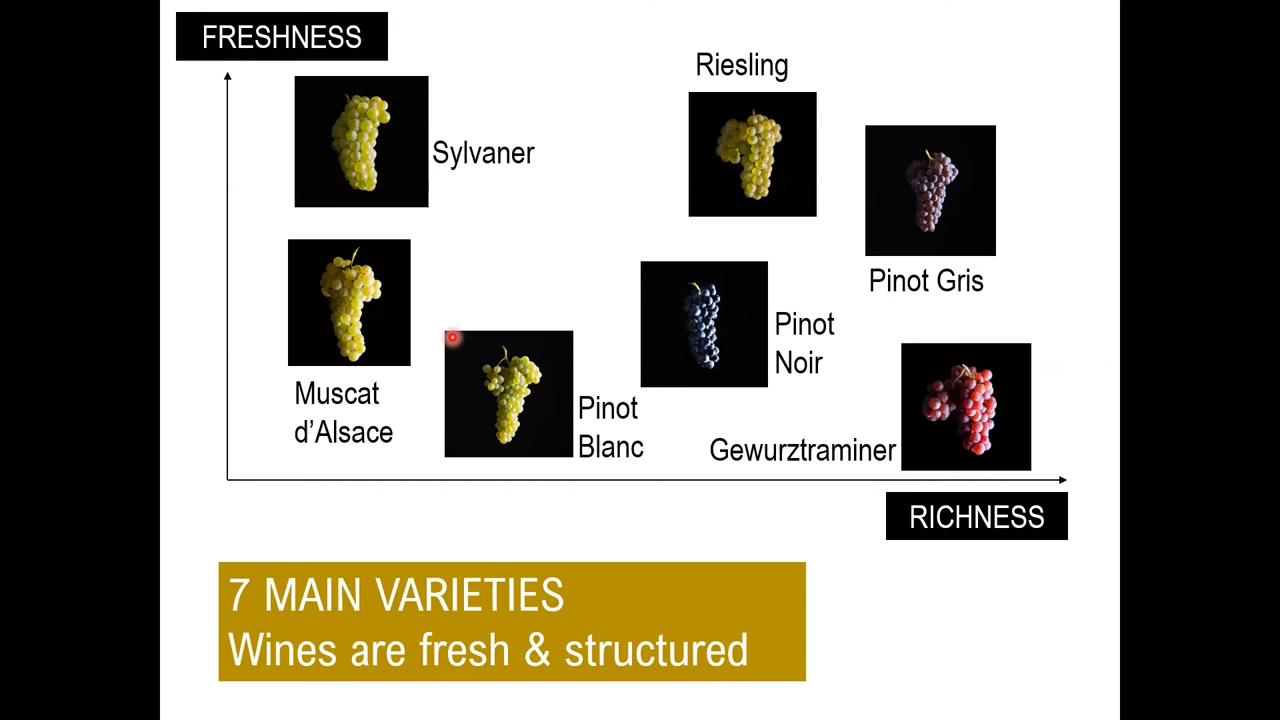 FRESHNESS
Riesling
Sylvaner
Pinot Gris
Pinot
Noir
Muscat
d’Alsace
Pinot
Blanc
Gewurztraminer
RICHNESS
7 MAIN VARIETIES
Wines are fresh & structured